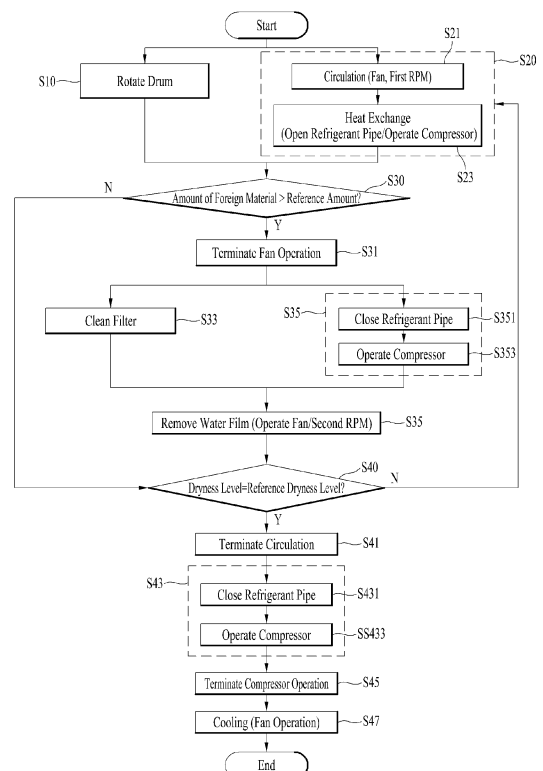 Start
S21
S20
S10
Rotate Drum
Circulation (Fan, First RPM)
Heat Exchange
(Open Refrigerant Pipe/Operate Compressor)
S23
N
S30
Amount of Foreign Material > Reference Amount?
Y
Terminate Fan Operation
S31
Clean Filter
S33
S35
Close Refrigerant Pipe
S351
Operate Compressor
S353
Remove Water Film (Operate Fan/Second RPM)
S35
S40
Dryness Level=Reference Dryness Level?
N
Y
Terminate Circulation
S41
S43
Close Refrigerant Pipe
S431
Operate Compressor
SS433
Terminate Compressor Operation
S45
Cooling (Fan Operation)
S47
End